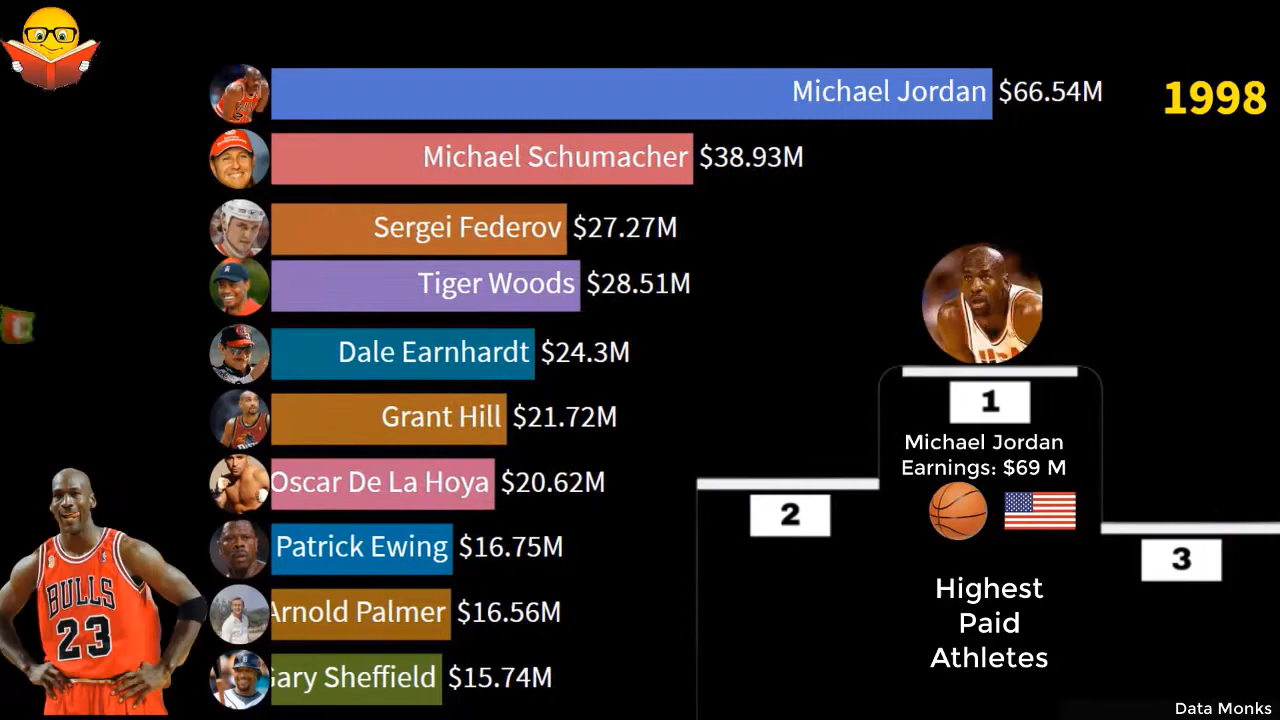 Michael Jordan $66.54M
1998
Michael Schumacher $38.93M
Sergei Federov $27.27M
Tiger Woods $28.51M
Dale Earnhardt $24.3M
Grant Hill $21.72M
Oscar De La Hoya $20.62M
Patrick Ewing $16.75M
Arnold Palmer $16.56M
Gary Sheffield $15.74M
1
Michael Jordan
Earnings: $69 M
2
3
Highest
Paid
Athletes
BULLS
23
Data Monks